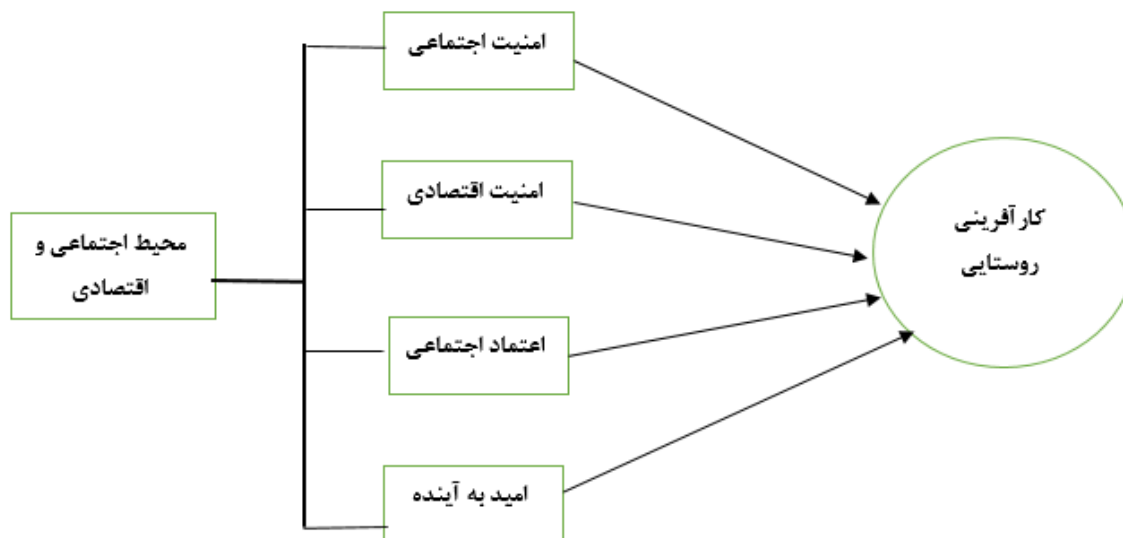 امنیت اجتماعی
امنیت اقتصادی
محیط اجتماعی و
اقتصادی
اعتماد اجتماعی
امید به آینده
کارآفرینی
روستایی